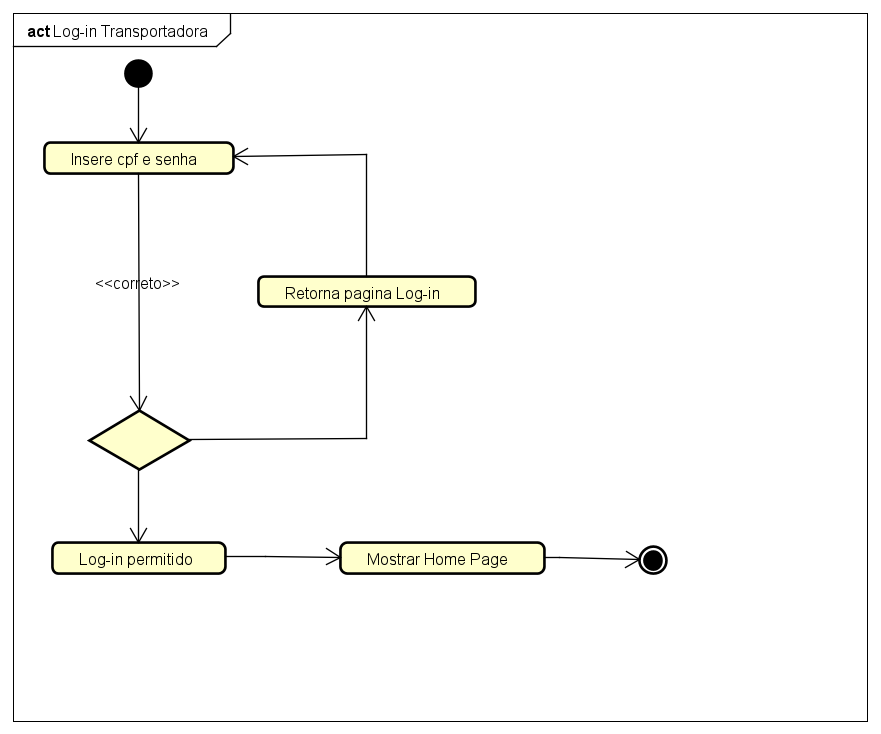 act Log-in Transportadora
Insere cpf e senha
<<correto>>
Retorna pagina Log-in
Log-in permitido
Mostrar Home Page